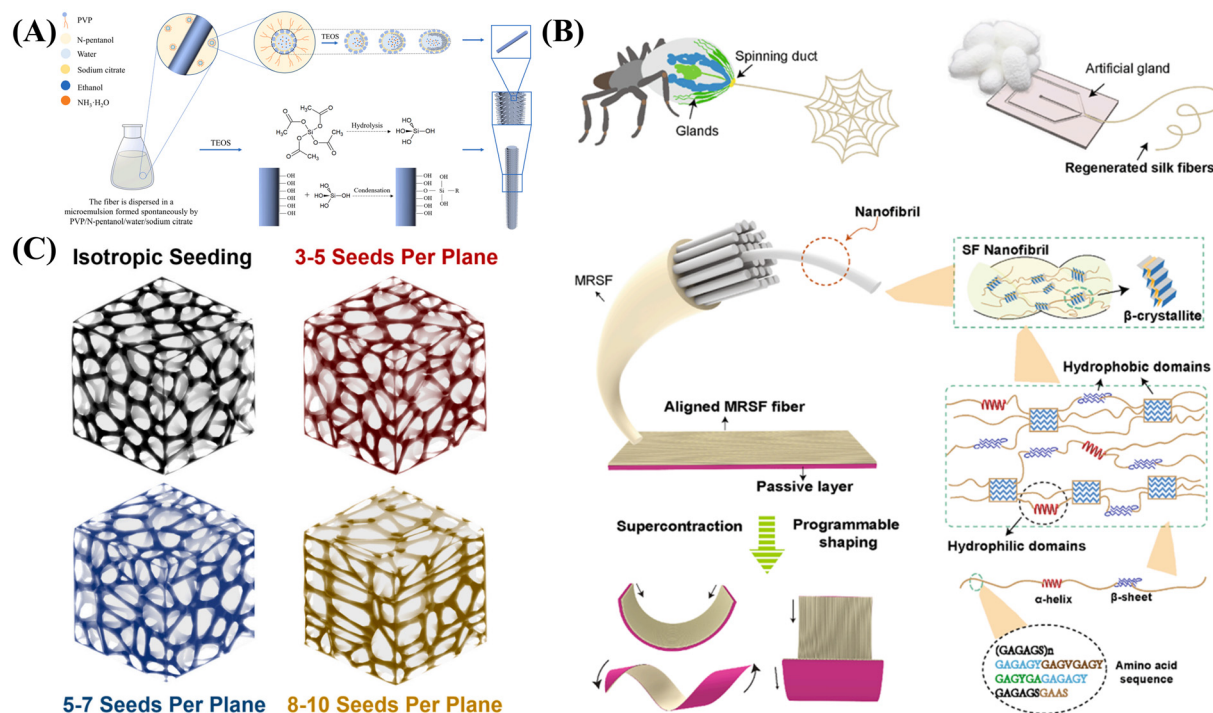 (A)
PVP
N-pentanol
Water
Sodium citrate
Ethanol
NH₃·H₂O
TEOS
TEOS
Hydrolysis
Condensation
The fiber is dispersed in a
microemulsion formed spontaneously by
PVP/N-pentanol/water/sodium citrate
(B)
Spinning duct
Glands
Artificial gland
Regenerated silk fibers
Nanofibril
MRSF
SF Nanofibril
β-crystallite
Aligned MRSF fiber
Passive layer
Hydrophobic domains
Hydrophilic domains
Supercontraction
Programmable
shaping
α-helix
β-sheet
(GAGAGS)n
GAGAGYGAGVGAGY
GAGYGAGAGAGY
GAGAGSGAAS
Amino acid
sequence
(C)
Isotropic Seeding
3-5 Seeds Per Plane
5-7 Seeds Per Plane
8-10 Seeds Per Plane